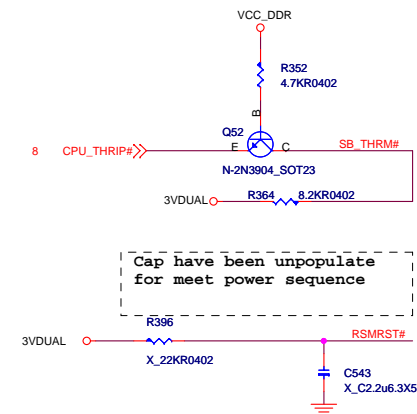 VCC_DDR
R352
4.7KR0402
B
Q52
8 CPU_THRIP# E C SB_THRM#
N-2N3904_SOT23
R364 8.2KR0402
3VDUAL
Cap have been unpopulate
for meet power sequence
R396
3VDUAL RSMRST#
X_22KR0402
C543
X_C2.2u6.3X5